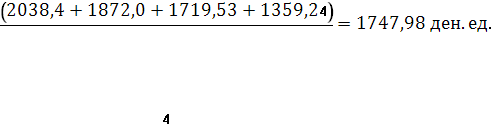 (2038,4 + 1872,0 + 1719,53 + 1359,24) = 1747,98 ден. ед.
4